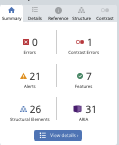 Summary Details Reference Structure Contrast
0 1
Errors Contrast Errors
21 7
Alerts Features
26 31
Structural Elements ARIA
View details ›